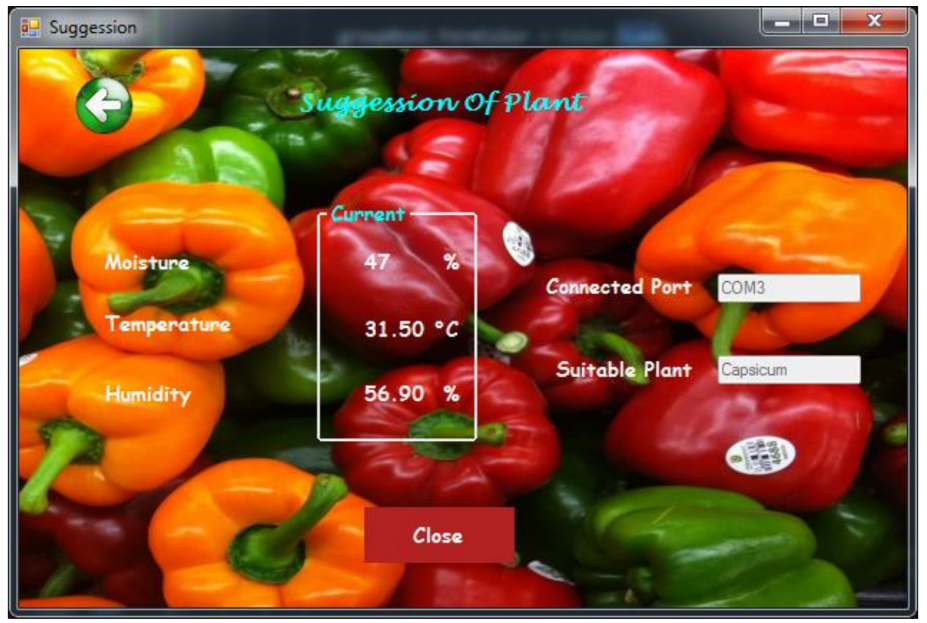 Suggession
Suggession Of Plant
Current
Moisture 47 %
Temperature 31.50 °C
Humidity 56.90 %
Connected Port COM3
Suitable Plant Capsicum
4688
Close